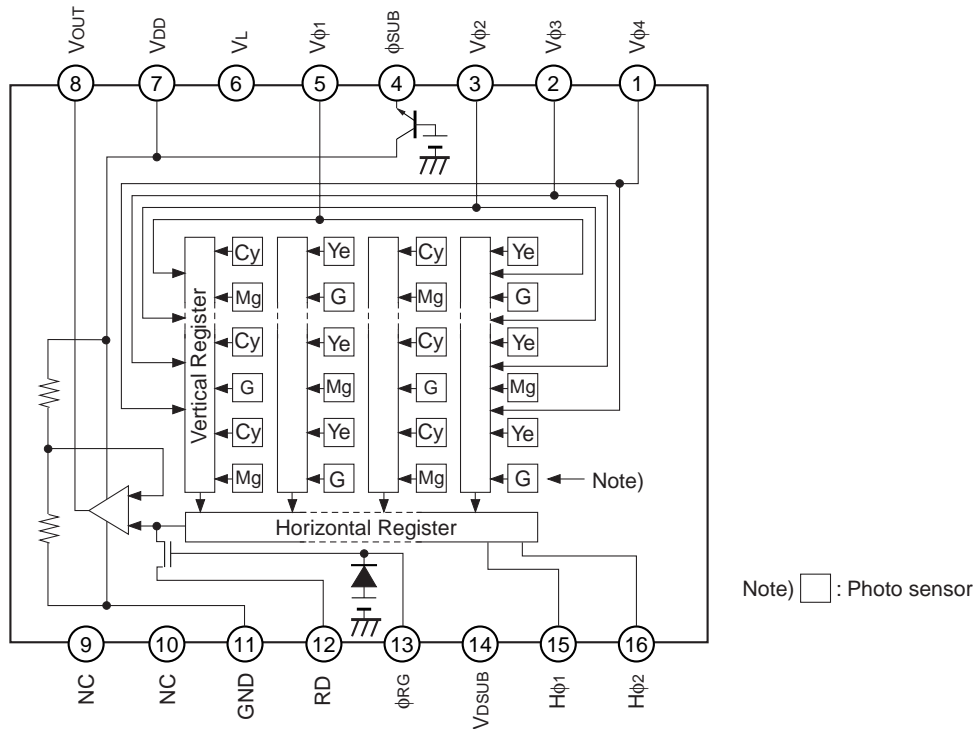 VOUT VDD VL Vϕ1 ϕSUB Vϕ2 Vϕ3 Vϕ4
8 7 6 5 4 3 2 1
Cy Ye Cy Ye
Mg G Mg G
Vertical Register
Cy Ye Cy Ye
G Mg G Mg
Cy Ye Cy Ye
Mg G Mg G Note)
Horizontal Register
Note) : Photo sensor
9 10 11 12 13 14 15 16
NC NC GND RD ϕRG VDSUB Hϕ1 Hϕ2